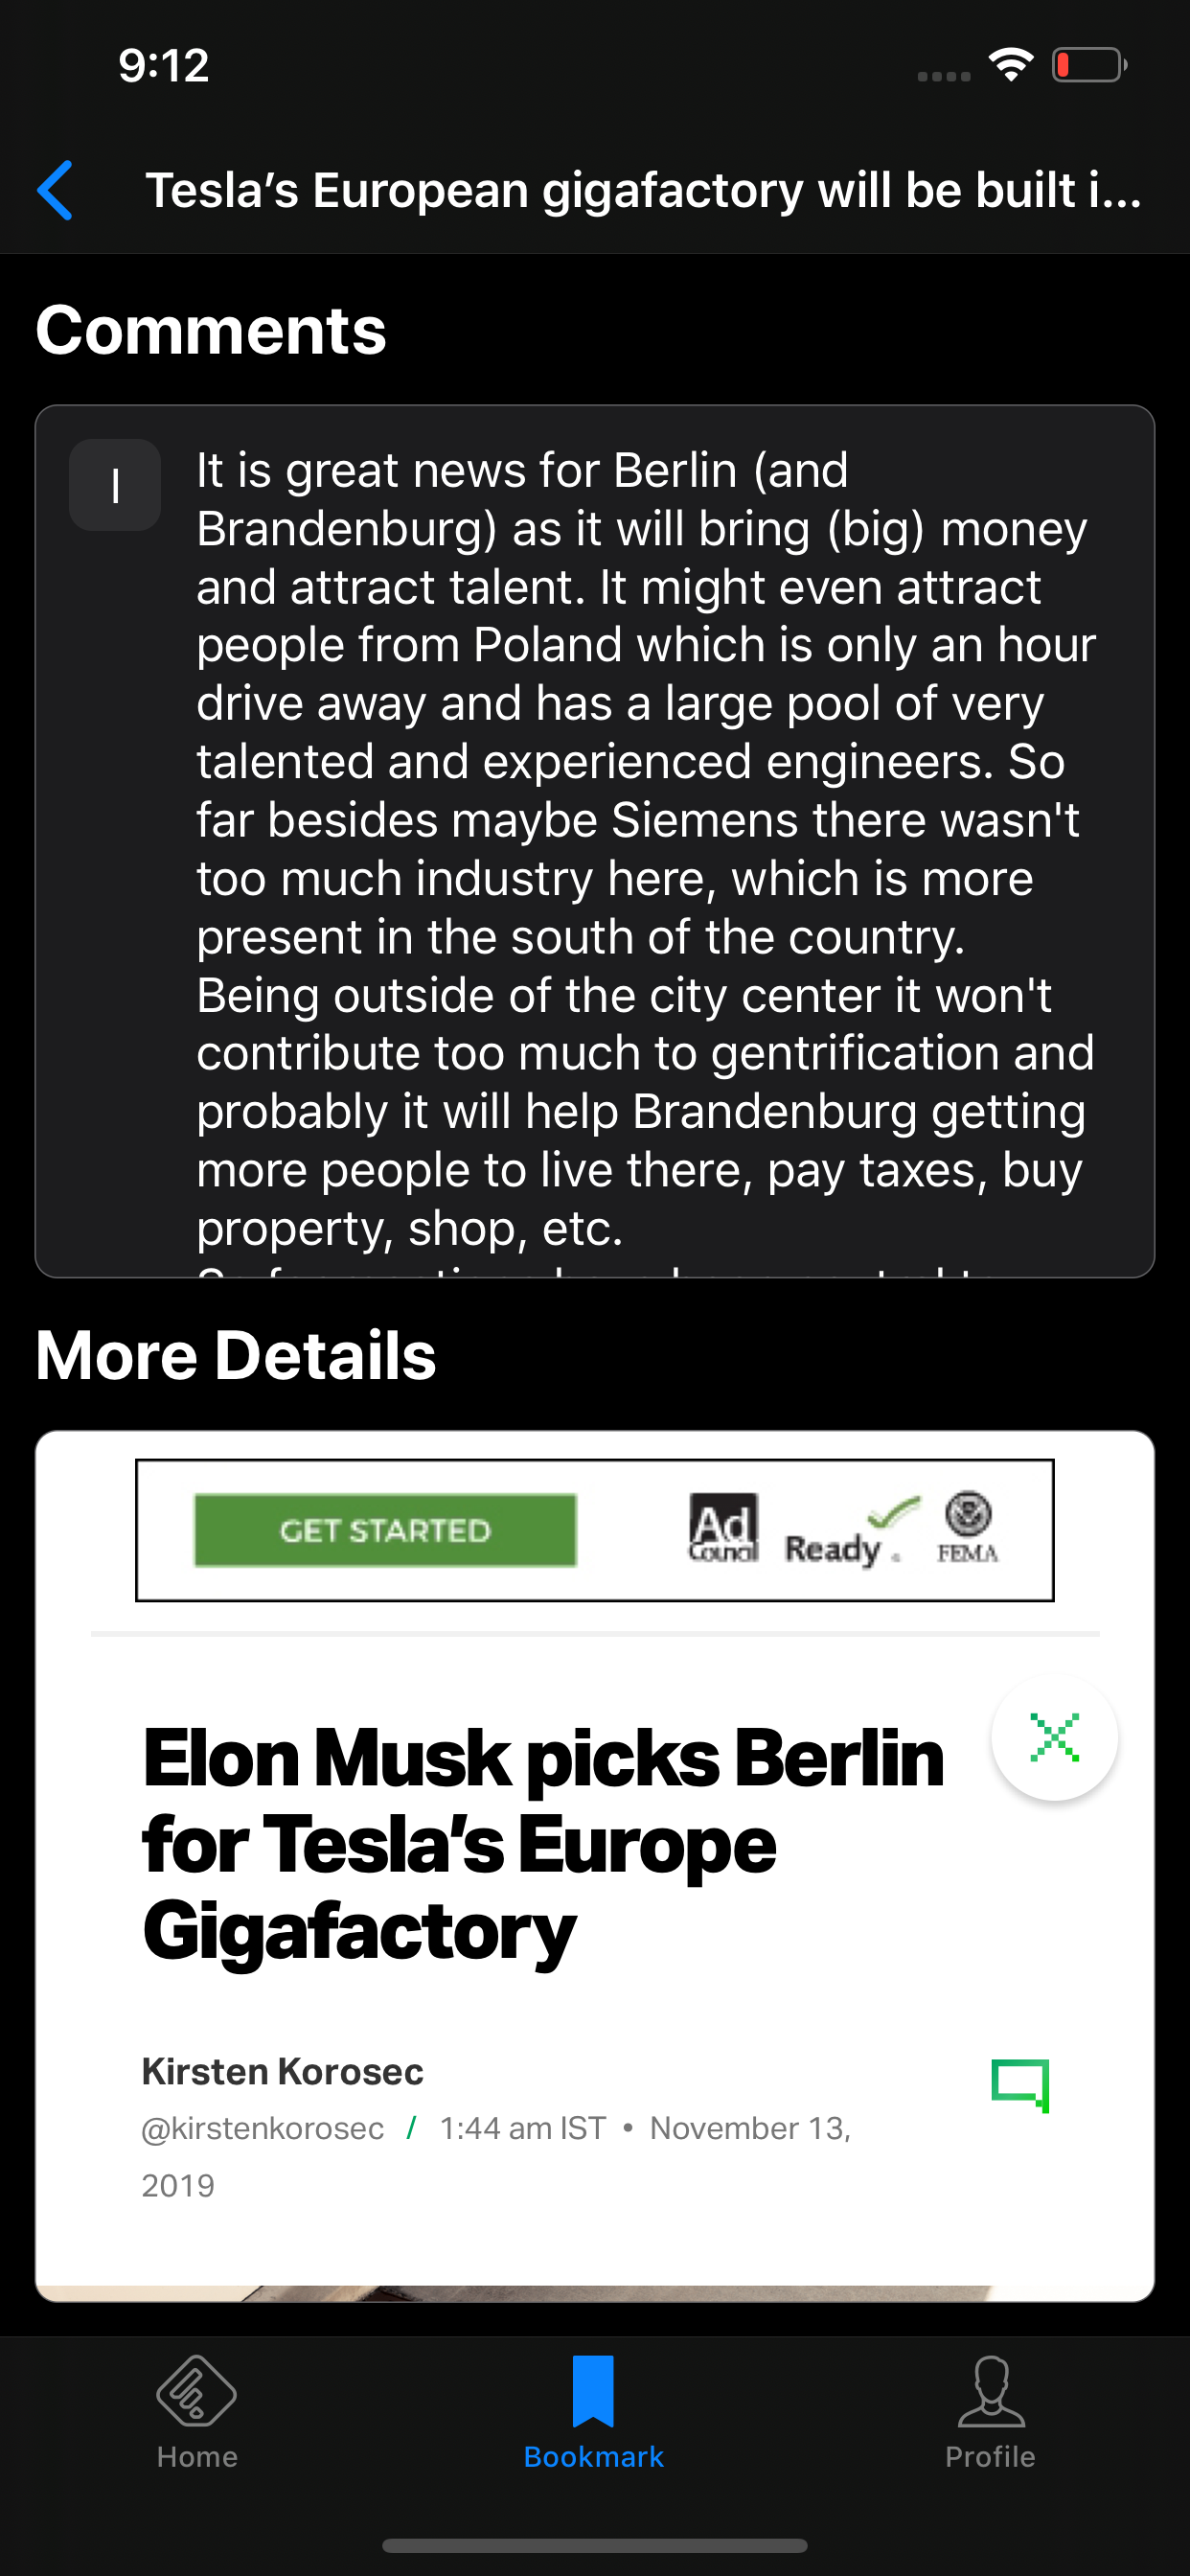 9:12
Tesla’s European gigafactory will be built i...
Comments
I
It is great news for Berlin (and
Brandenburg) as it will bring (big) money
and attract talent. It might even attract
people from Poland which is only an hour
drive away and has a large pool of very
talented and experienced engineers. So
far besides maybe Siemens there wasn't
too much industry here, which is more
present in the south of the country.
Being outside of the city center it won't
contribute too much to gentrification and
probably it will help Brandenburg getting
more people to live there, pay taxes, buy
property, shop, etc.
More Details
GET STARTED
Ad
Council
Ready
FEMA
Elon Musk picks Berlin
for Tesla’s Europe
Gigafactory
Kirsten Korosec
@kirstenkorosec / 1:44 am IST • November 13,
2019
Home
Bookmark
Profile